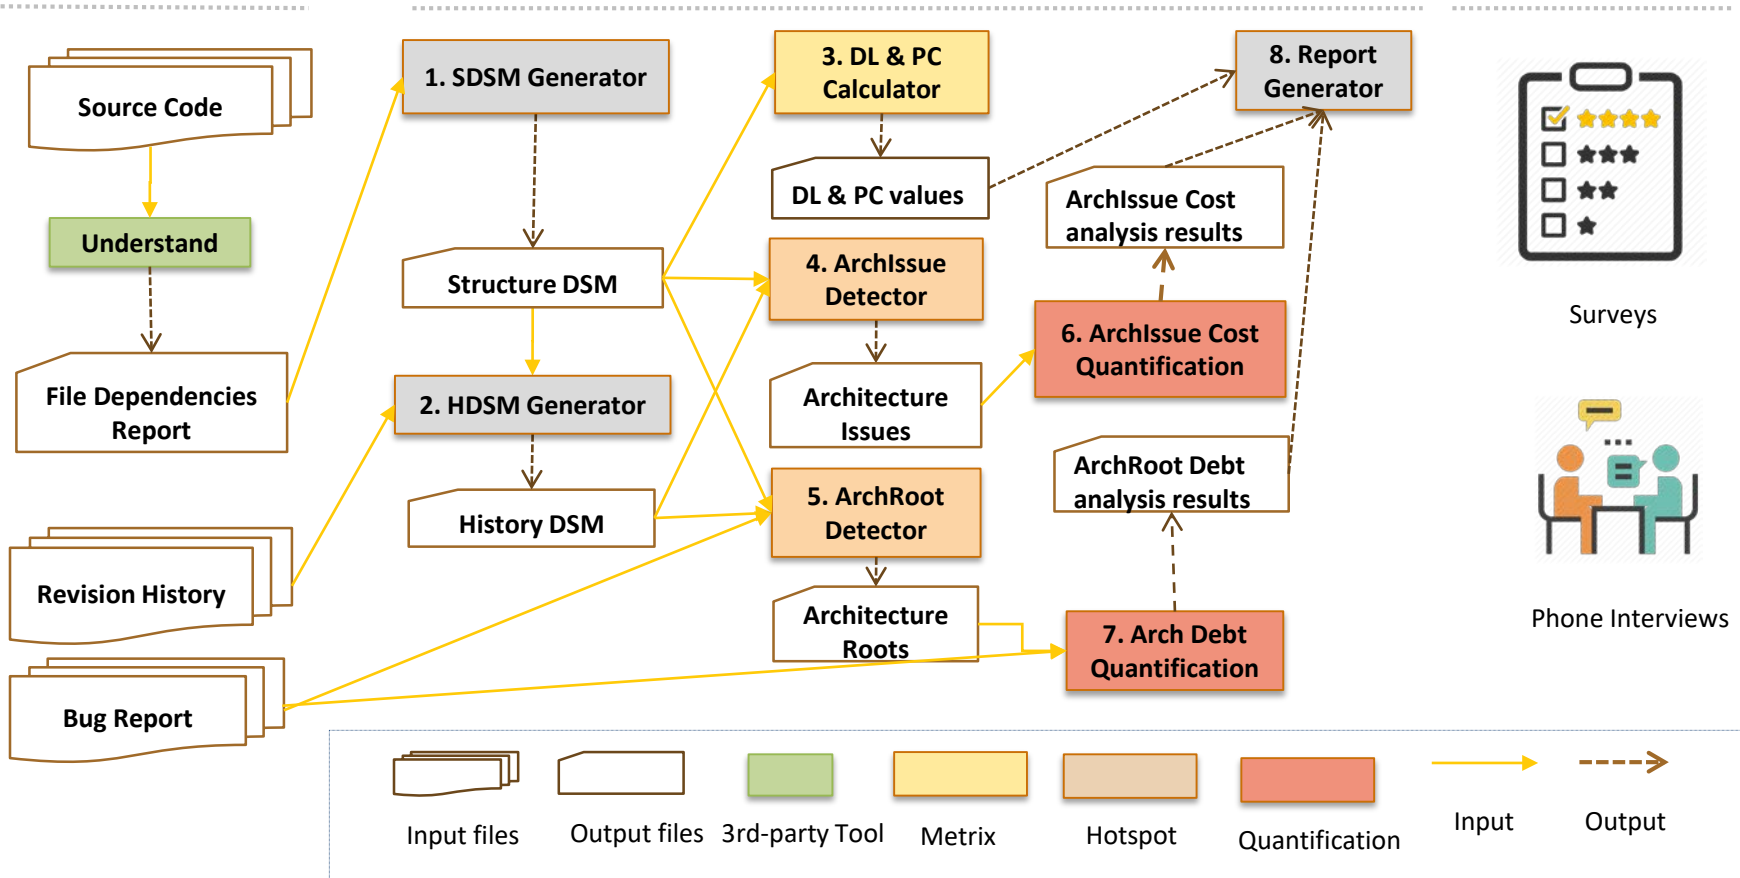 Source Code
Understand
File Dependencies
Report
Revision History
Bug Report
1. SDSM Generator
Structure DSM
2. HDSM Generator
History DSM
3. DL & PC
Calculator
DL & PC values
4. ArchIssue
Detector
Architecture
Issues
5. ArchRoot
Detector
Architecture
Roots
8. Report
Generator
ArchIssue Cost
analysis results
6. ArchIssue Cost
Quantification
ArchRoot Debt
analysis results
7. Arch Debt
Quantification
Surveys
Phone Interviews
Input files
Output files
3rd-party Tool
Metrix
Hotspot
Quantification
Input
Output